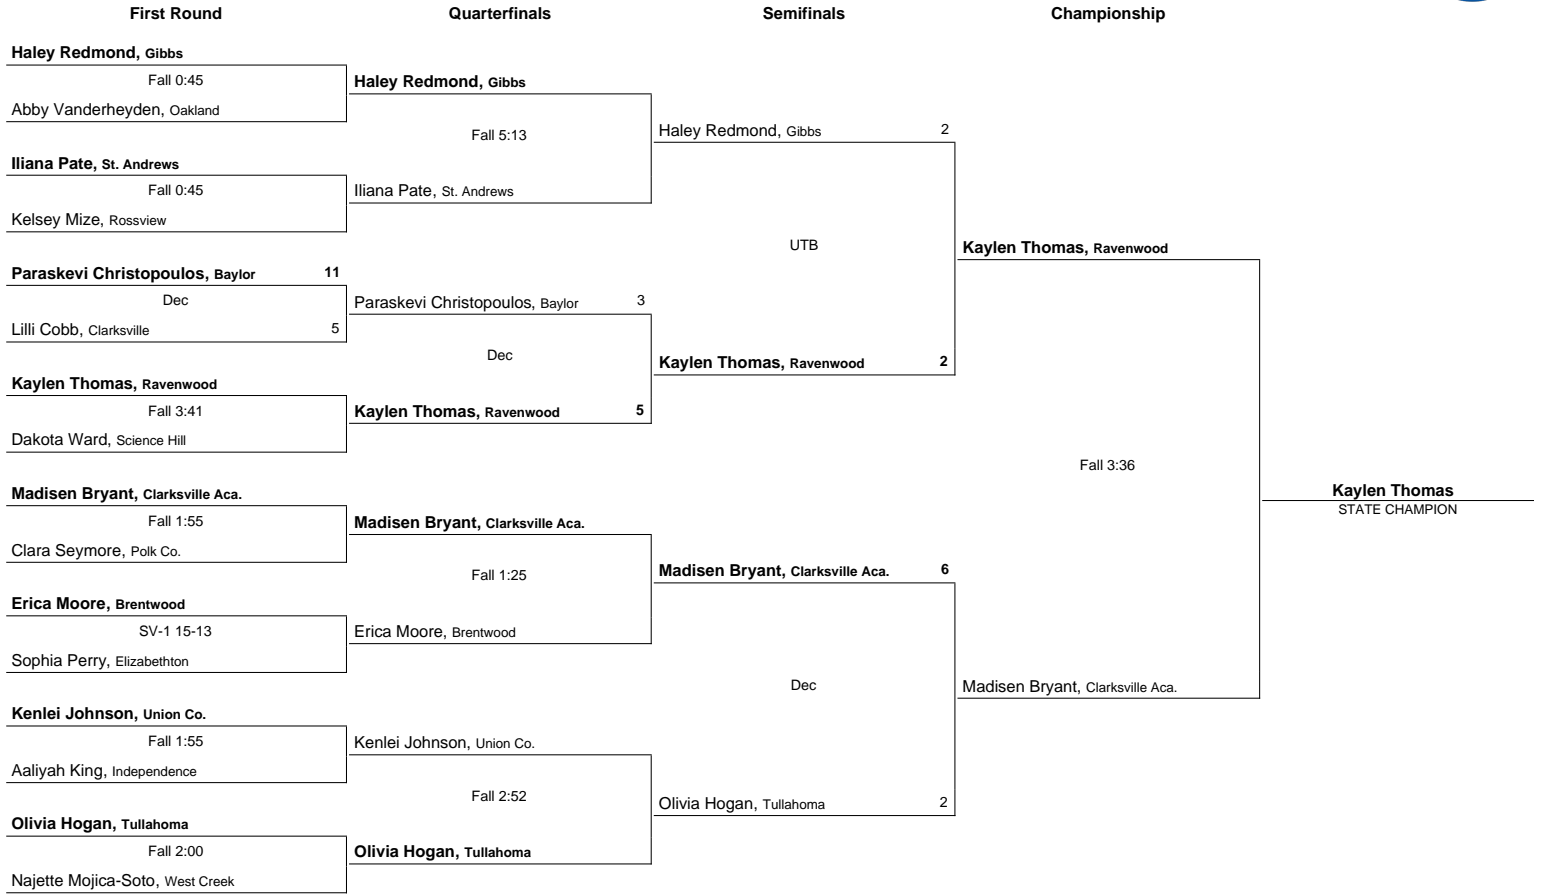 First Round Quarterfinals Semifinals Championship
Haley Redmond, Gibbs
Fall 0:45
Abby Vanderheyden, Oakland
Iliana Pate, St. Andrews
Fall 0:45
Kelsey Mize, Rossview
Paraskevi Christopoulos, Baylor 11
Dec
Lilli Cobb, Clarksville 5
Kaylen Thomas, Ravenwood
Fall 3:41
Dakota Ward, Science Hill
Madisen Bryant, Clarksville Aca.
Fall 1:55
Clara Seymore, Polk Co.
Erica Moore, Brentwood
SV-1 15-13
Sophia Perry, Elizabethton
Kenlei Johnson, Union Co.
Fall 1:55
Aaliyah King, Independence
Olivia Hogan, Tullahoma
Fall 2:00
Najette Mojica-Soto, West Creek
Haley Redmond, Gibbs
Fall 5:13
Iliana Pate, St. Andrews
Paraskevi Christopoulos, Baylor 3
Dec
Kaylen Thomas, Ravenwood 5
Madisen Bryant, Clarksville Aca.
Fall 1:25
Erica Moore, Brentwood
Kenlei Johnson, Union Co.
Fall 2:52
Olivia Hogan, Tullahoma
Haley Redmond, Gibbs 2
UTB
Kaylen Thomas, Ravenwood 2
Madisen Bryant, Clarksville Aca. 6
Dec
Olivia Hogan, Tullahoma 2
Kaylen Thomas, Ravenwood
Fall 3:36
Madisen Bryant, Clarksville Aca.
Kaylen Thomas
STATE CHAMPION